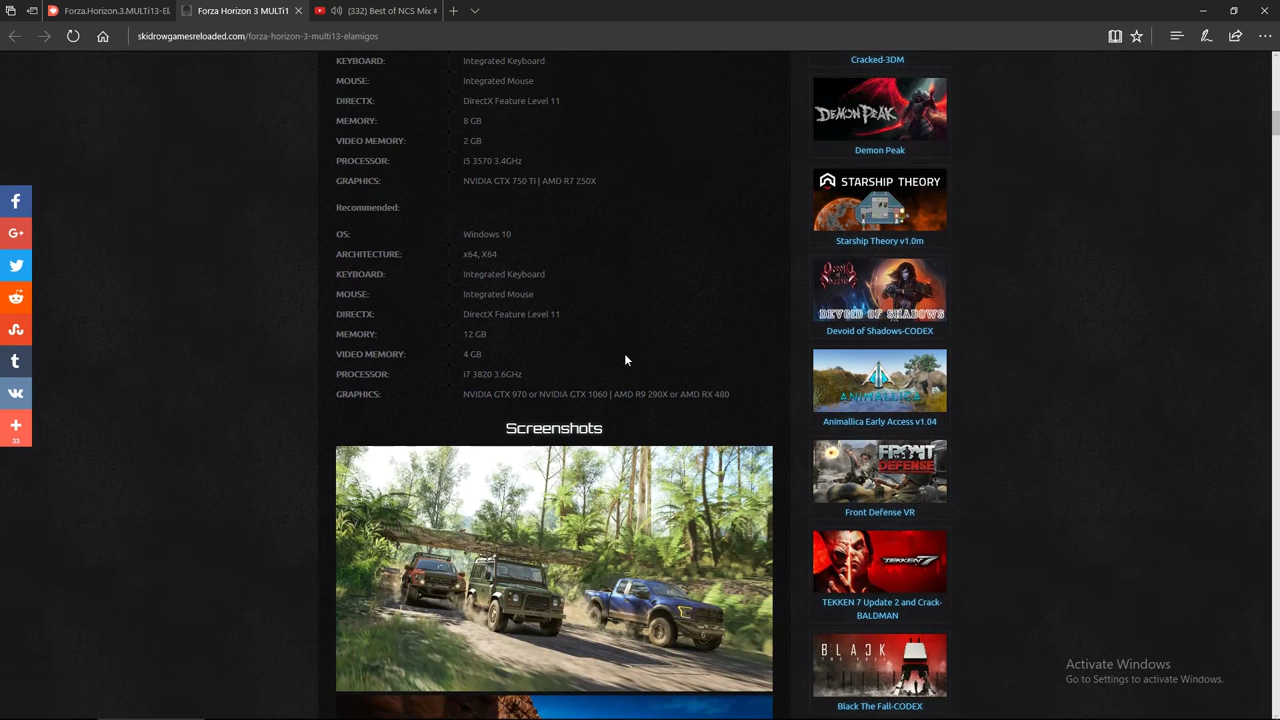 Forza.Horizon.3.MULTi13-EL
Forza Horizon 3 MULTi1
(332) Best of NCS Mix
skidrowgamesreloaded.com/forza-horizon-3-multi13-elamigos
KEYBOARD: Integrated Keyboard
MOUSE: Integrated Mouse
DIRECTX: DirectX Feature Level 11
MEMORY: 8 GB
VIDEO MEMORY: 2 GB
PROCESSOR: i5 3570 3.4GHz
GRAPHICS: NVIDIA GTX 750 Ti | AMD R7 250X
Recommended:
OS: Windows 10
ARCHITECTURE: x64, X64
KEYBOARD: Integrated Keyboard
MOUSE: Integrated Mouse
DIRECTX: DirectX Feature Level 11
MEMORY: 12 GB
VIDEO MEMORY: 4 GB
PROCESSOR: i7 3820 3.6GHz
GRAPHICS: NVIDIA GTX 970 or NVIDIA GTX 1060 | AMD R9 290X or AMD RX 480
Screenshots
33
Cracked-3DM
DEMON PEAK
Demon Peak
STARSHIP THEORY
Starship Theory v1.0m
DEVOID OF SHADOWS
Devoid of Shadows-CODEX
ANIMALLICA
Animallica Early Access v1.04
FRONT
DEFENSE
Front Defense VR
TEKKEN 7
TEKKEN 7 Update 2 and Crack-
BALDMAN
BLACK
THE FALL
Black The Fall-CODEX
Activate Windows
Go to Settings to activate Windows.